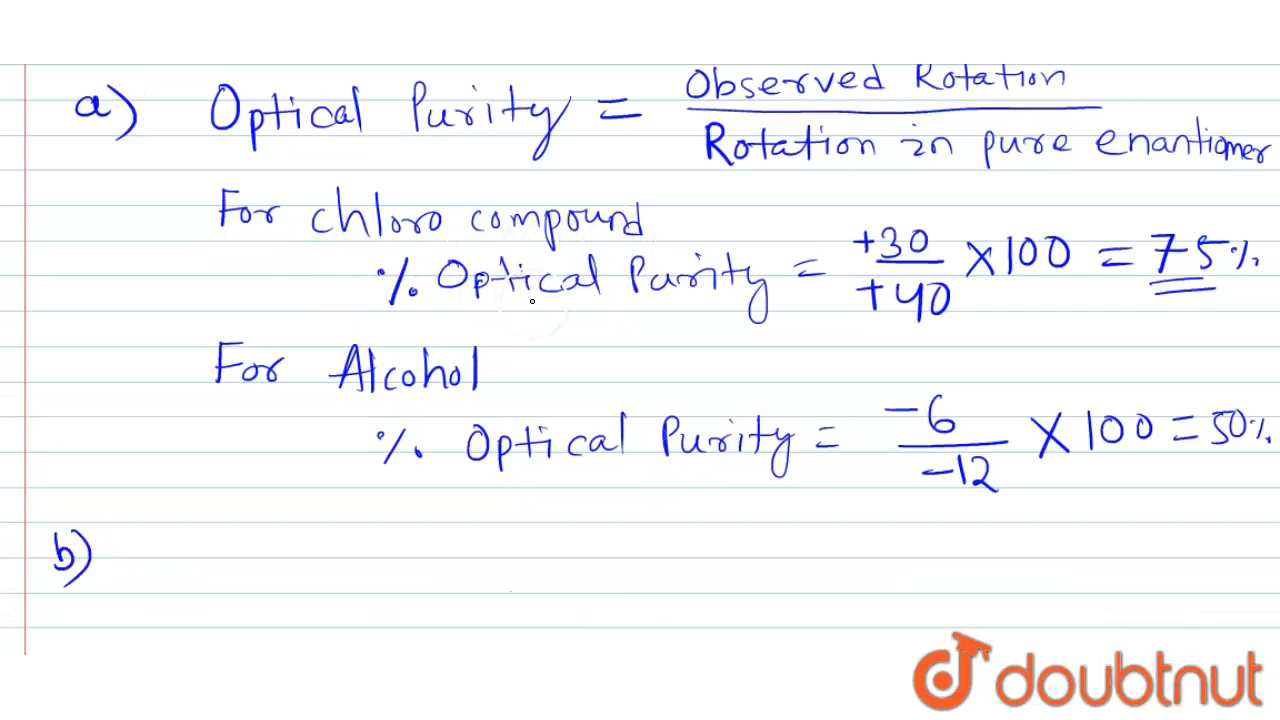 a) Optical Purity = Observed Rotation / Rotation in pure enantiomer
For chloro compound
% Optical Purity = +30 / +40 × 100 = 75%
For Alcohol
% Optical Purity = -6 / -12 × 100 = 50%
b)
doubtnut